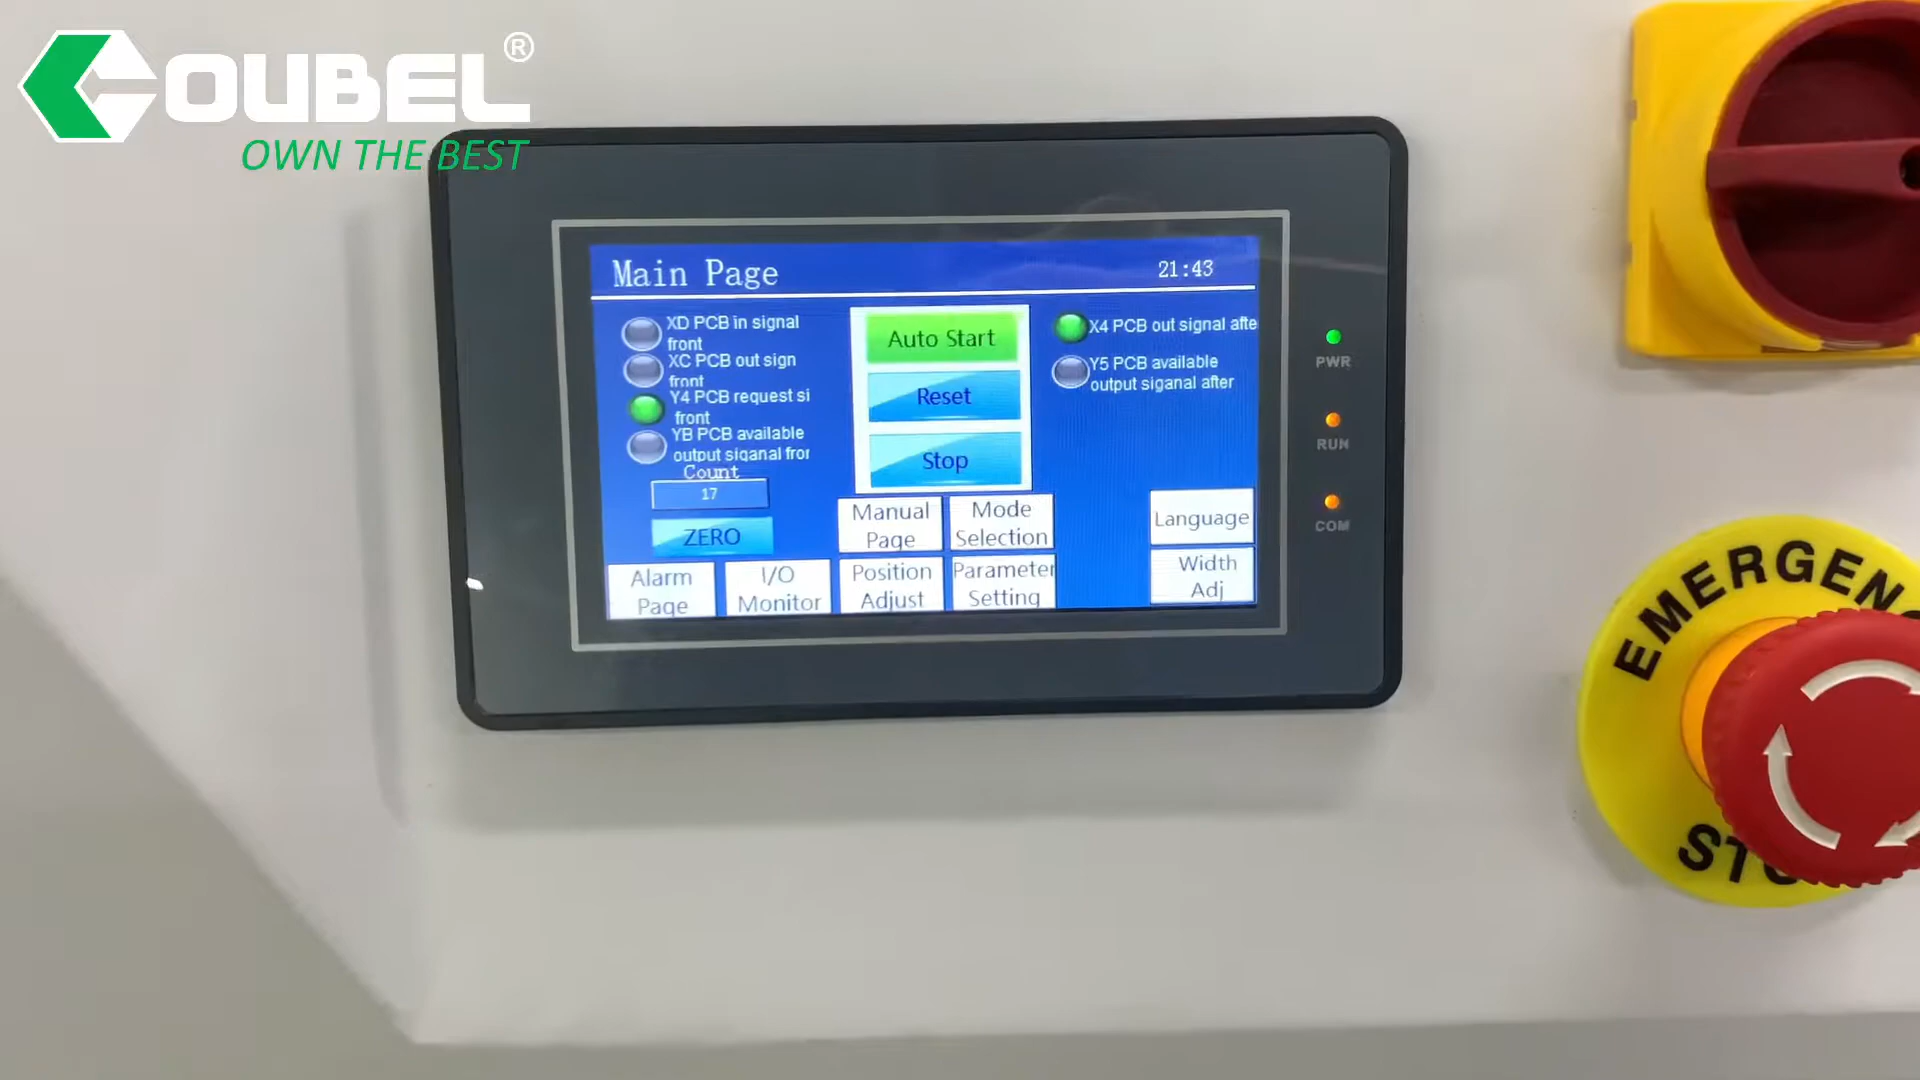 COUBEL®
OWN THE BEST
Main Page
21:43
XD PCB in signal
front
XC PCB out sign
front
Y4 PCB request si
front
YB PCB available
output siganal fror
Count
17
ZERO
Auto Start
Reset
Stop
X4 PCB out signal afte
Y5 PCB available
output siganal after
Manual
Page
Mode
Selection
Language
Alarm
Page
I/O
Monitor
Position
Adjust
Parameter
Setting
Width
Adj
PWR
RUN
COM
EMERGENC
STO